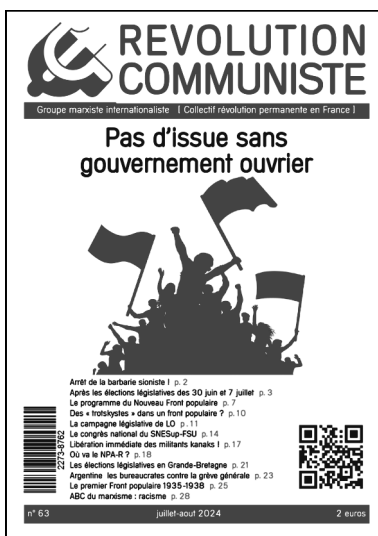 REVOLUTION
COMMUNISTE
Groupe marxiste internationaliste [ Collectif révolution permanente en France ]
Pas d'issue sans
gouvernement ouvrier
Arrêt de la barbarie sioniste ! p. 2
Après les élections législatives des 30 juin et 7 juillet p. 3
Le programme du Nouveau Front populaire p. 7
Des « trotskystes » dans un front populaire ? p. 10
La campagne législative de LO p. 11
Le congrès national du SNESup-FSU p. 14
Libération immédiate des militants kanaks ! p. 17
Où va le NPA-R ? p. 18
Les élections législatives en Grande-Bretagne p. 21
Argentine les bureaucrates contre la grève générale p. 23
Le premier Front populaire 1935-1938 p. 25
ABC du marxisme : racisme p. 28
2273-8762
n° 63 juillet-août 2024 2 euros